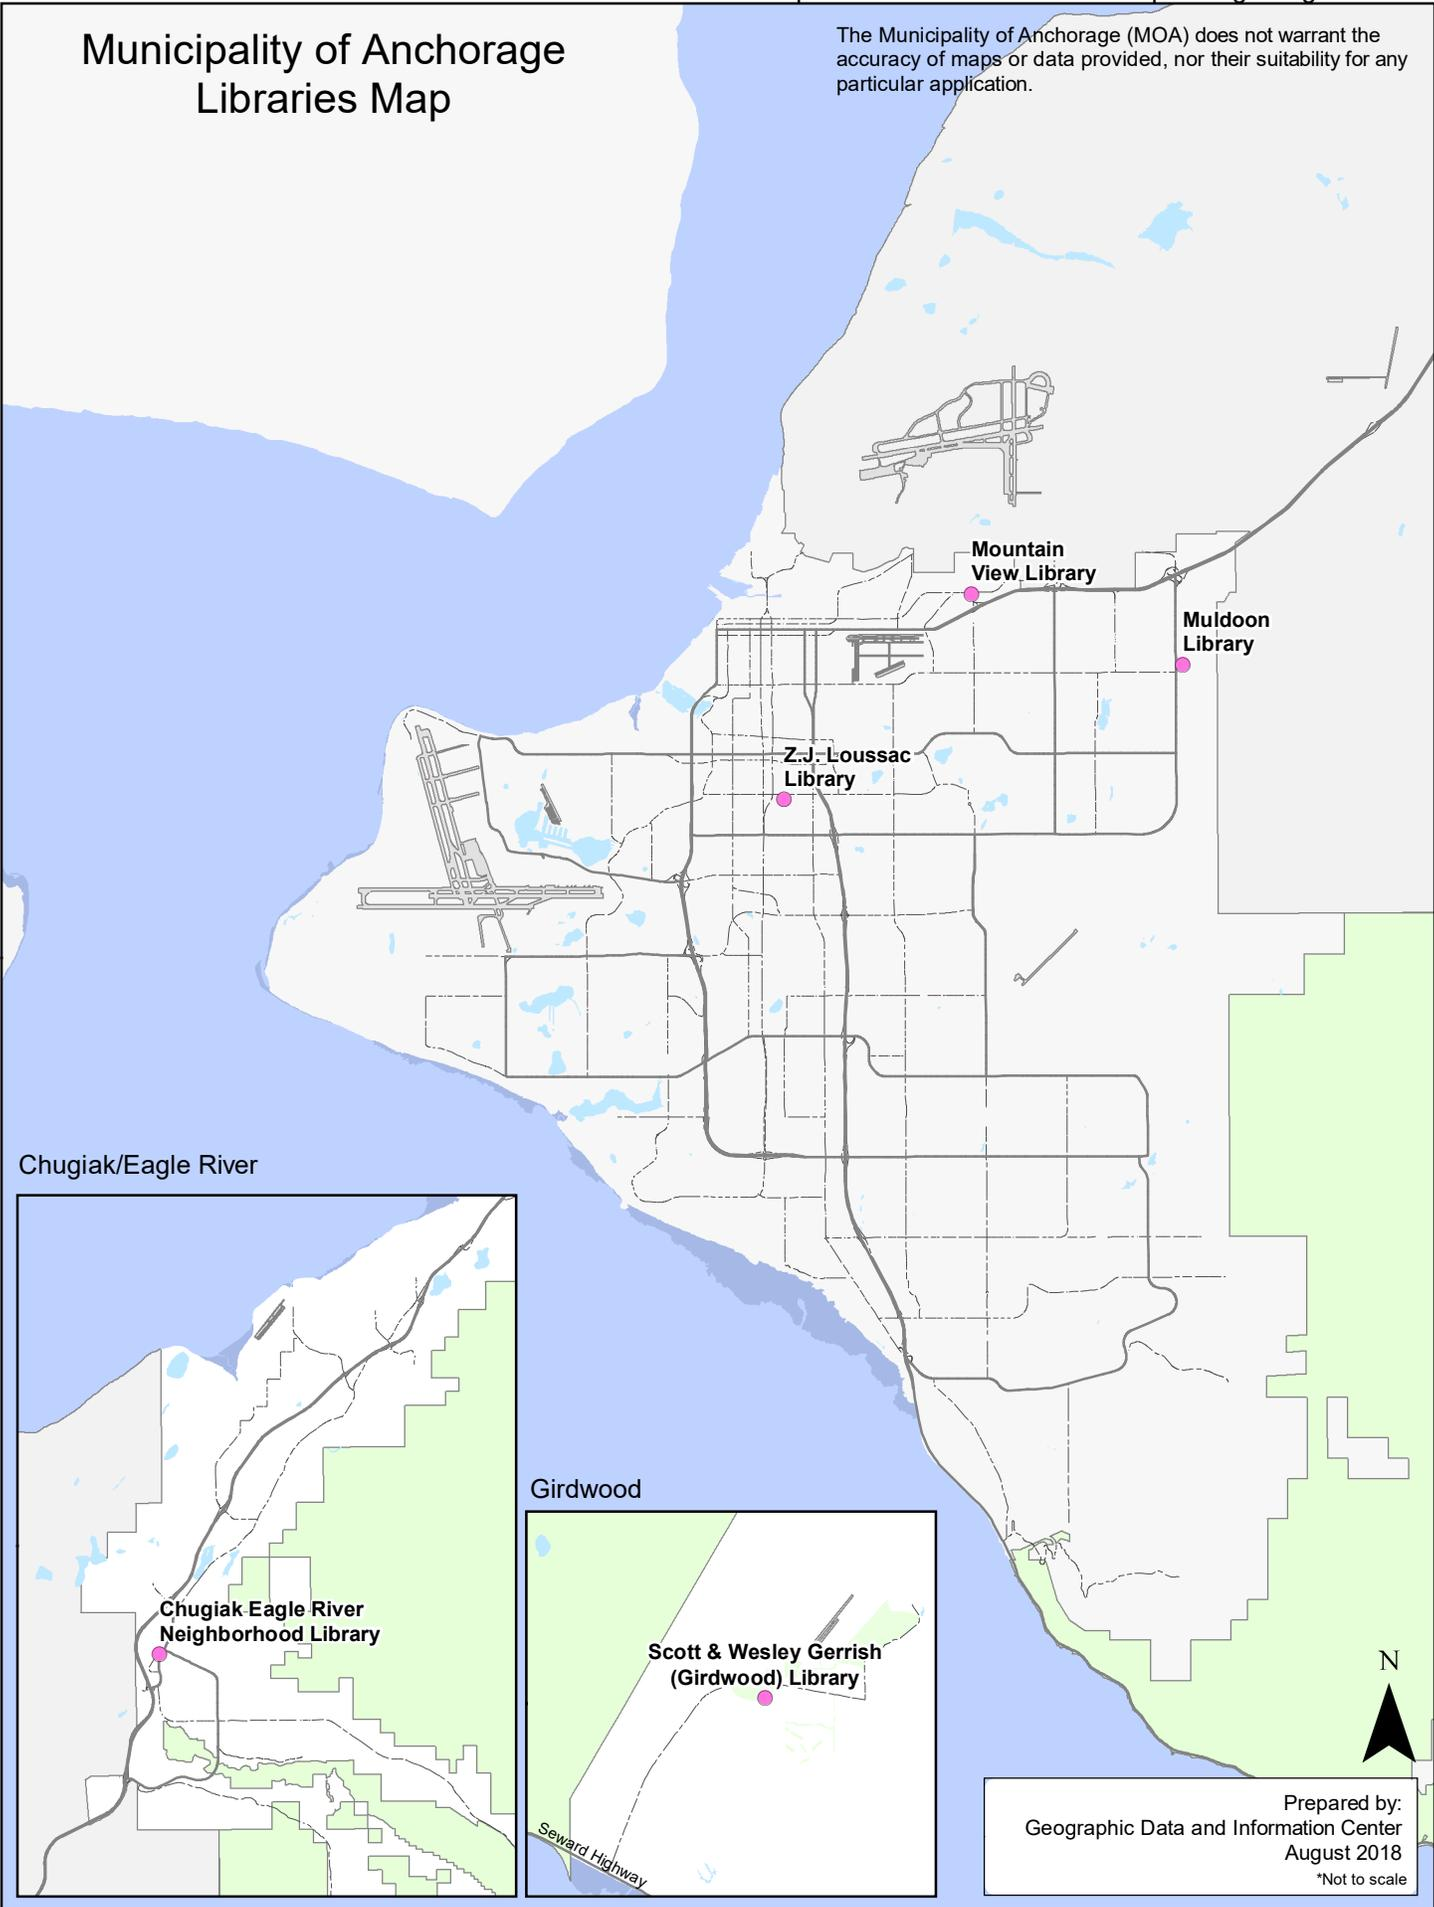 Municipality of Anchorage
Libraries Map
The Municipality of Anchorage (MOA) does not warrant the
accuracy of maps or data provided, nor their suitability for any
particular application.
Mountain
View Library
Muldoon
Library
Z.J. Loussac
Library
Chugiak/Eagle River
Chugiak Eagle River
Neighborhood Library
Girdwood
Scott & Wesley Gerrish
(Girdwood) Library
Seward Highway
N
Prepared by:
Geographic Data and Information Center
August 2018
*Not to scale